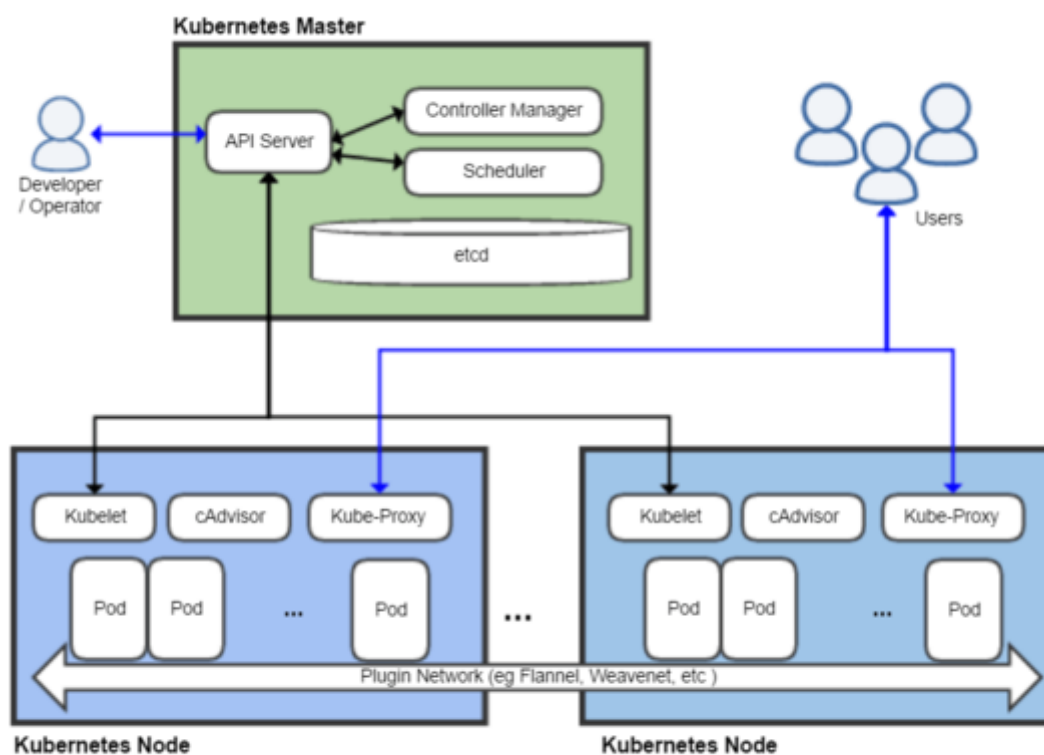 Kubernetes Master
API Server
Controller Manager
Scheduler
etcd
Developer
/ Operator
Users
Kubelet
cAdvisor
Kube-Proxy
Pod
Pod
...
Pod
...
Kubelet
cAdvisor
Kube-Proxy
Pod
Pod
...
Pod
Plugin Network (eg Flannel, Weavenet, etc )
Kubernetes Node
Kubernetes Node